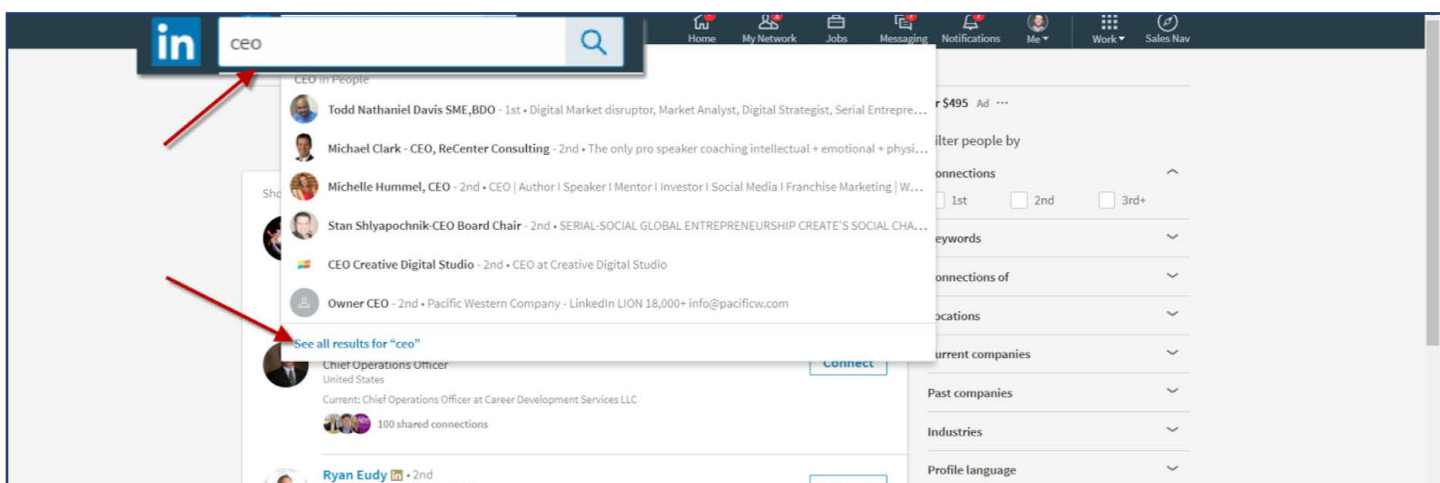 in
ceo
Home
My Network
Jobs
Messaging
Notifications
Me
Work
Sales Nav
CEO in People
Todd Nathaniel Davis SME,BDO - 1st • Digital Market disruptor, Market Analyst, Digital Strategist, Serial Entrepre...
Michael Clark - CEO, ReCenter Consulting - 2nd • The only pro speaker coaching intellectual + emotional + physi...
Michelle Hummel, CEO - 2nd • CEO | Author I Speaker I Mentor I Investor I Social Media I Franchise Marketing | W...
Stan Shlyapochnik-CEO Board Chair - 2nd • SERIAL-SOCIAL GLOBAL ENTREPRENEURSHIP CREATE'S SOCIAL CHA...
CEO Creative Digital Studio - 2nd • CEO at Creative Digital Studio
Owner CEO - 2nd • Pacific Western Company - LinkedIn LION 18,000+ info@pacificw.com
See all results for “ceo”
Sho
Chief Operations Officer
Connect
United States
Current: Chief Operations Officer at Career Development Services LLC
100 shared connections
Ryan Eudy in • 2nd
r $495 Ad ...
ilter people by
onnections
1st 2nd 3rd+
eywords
onnections of
ocations
urrent companies
Past companies
Industries
Profile language